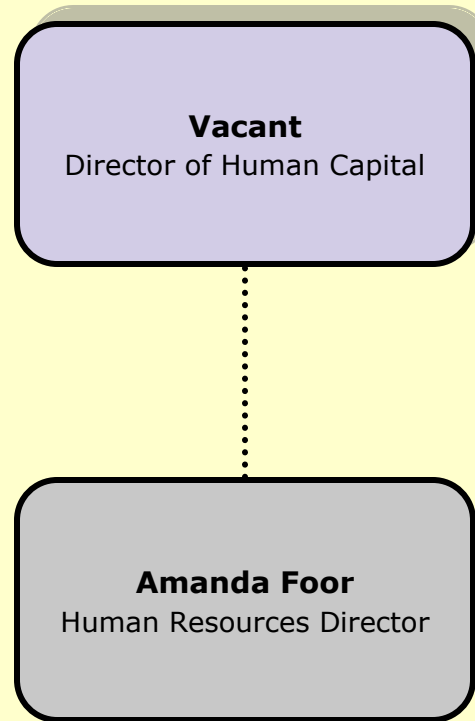 Vacant
Director of Human Capital
Amanda Foor
Human Resources Director